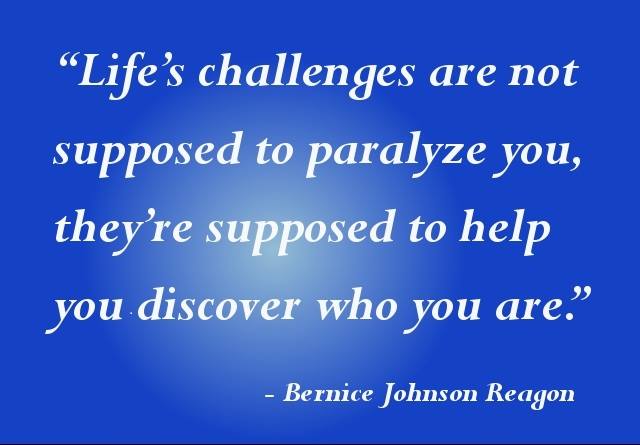 “Life’s challenges are not
supposed to paralyze you,
they’re supposed to help
you discover who you are.”
- Bernice Johnson Reagon